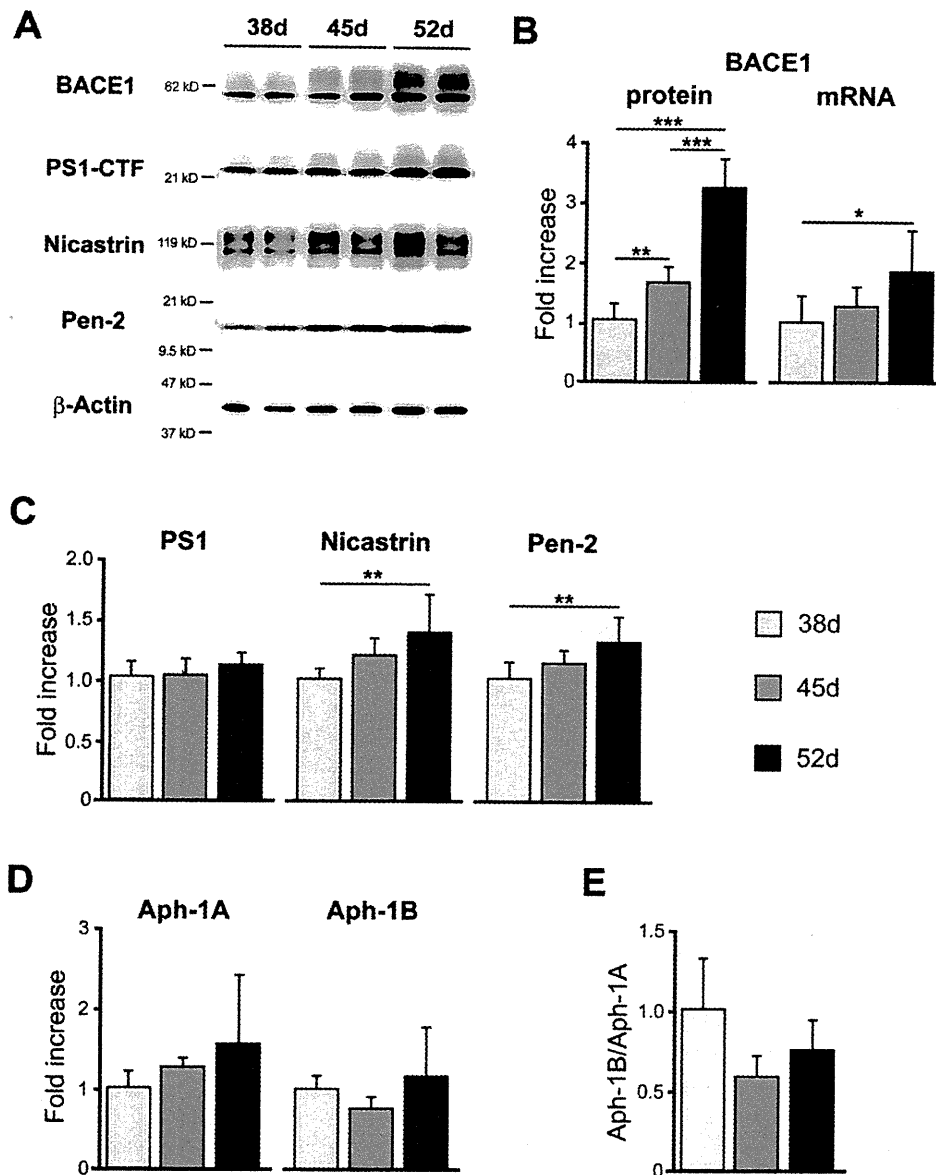 A
38d 45d 52d
BACE1
62 kD
PS1-CTF
21 kD
Nicastrin
119 kD
Pen-2
21 kD
9.5 kD
β-Actin
47 kD
37 kD
B
BACE1
protein mRNA
Fold increase
4
3
2
1
0
***
***
**
*
C
PS1 Nicastrin Pen-2
Fold increase
2.0
1.5
1.0
0.5
0
**
**
38d
45d
52d
D
Aph-1A Aph-1B
Fold increase
3
2
1
0
E
Aph-1B/Aph-1A
1.5
1.0
0.5
0